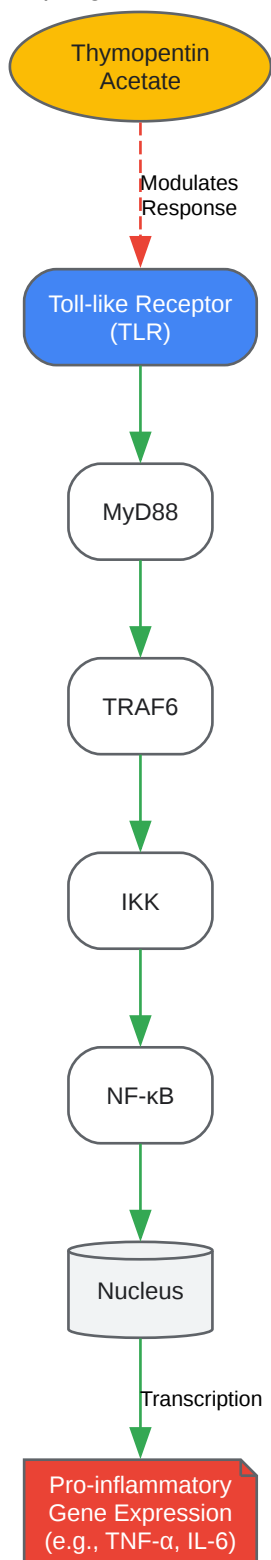 Thymopentin
Acetate
Modulates
Response
Toll-like Receptor
(TLR)
MyD88
TRAF6
IKK
NF-κB
Nucleus
Transcription
Pro-inflammatory
Gene Expression
(e.g., TNF-α, IL-6)